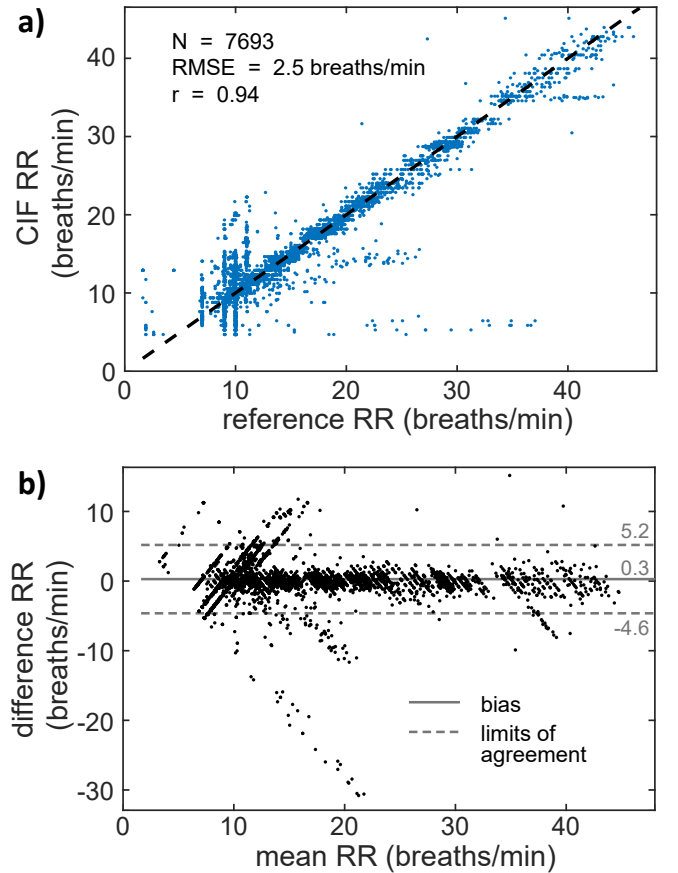 a)
N = 7693
RMSE = 2.5 breaths/min
r = 0.94
40
30
20
10
0
CIF RR
(breaths/min)
0
10
20
30
40
reference RR (breaths/min)
b)
10
0
-10
-20
-30
difference RR
(breaths/min)
5.2
0.3
-4.6
bias
limits of
agreement
0
10
20
30
40
mean RR (breaths/min)